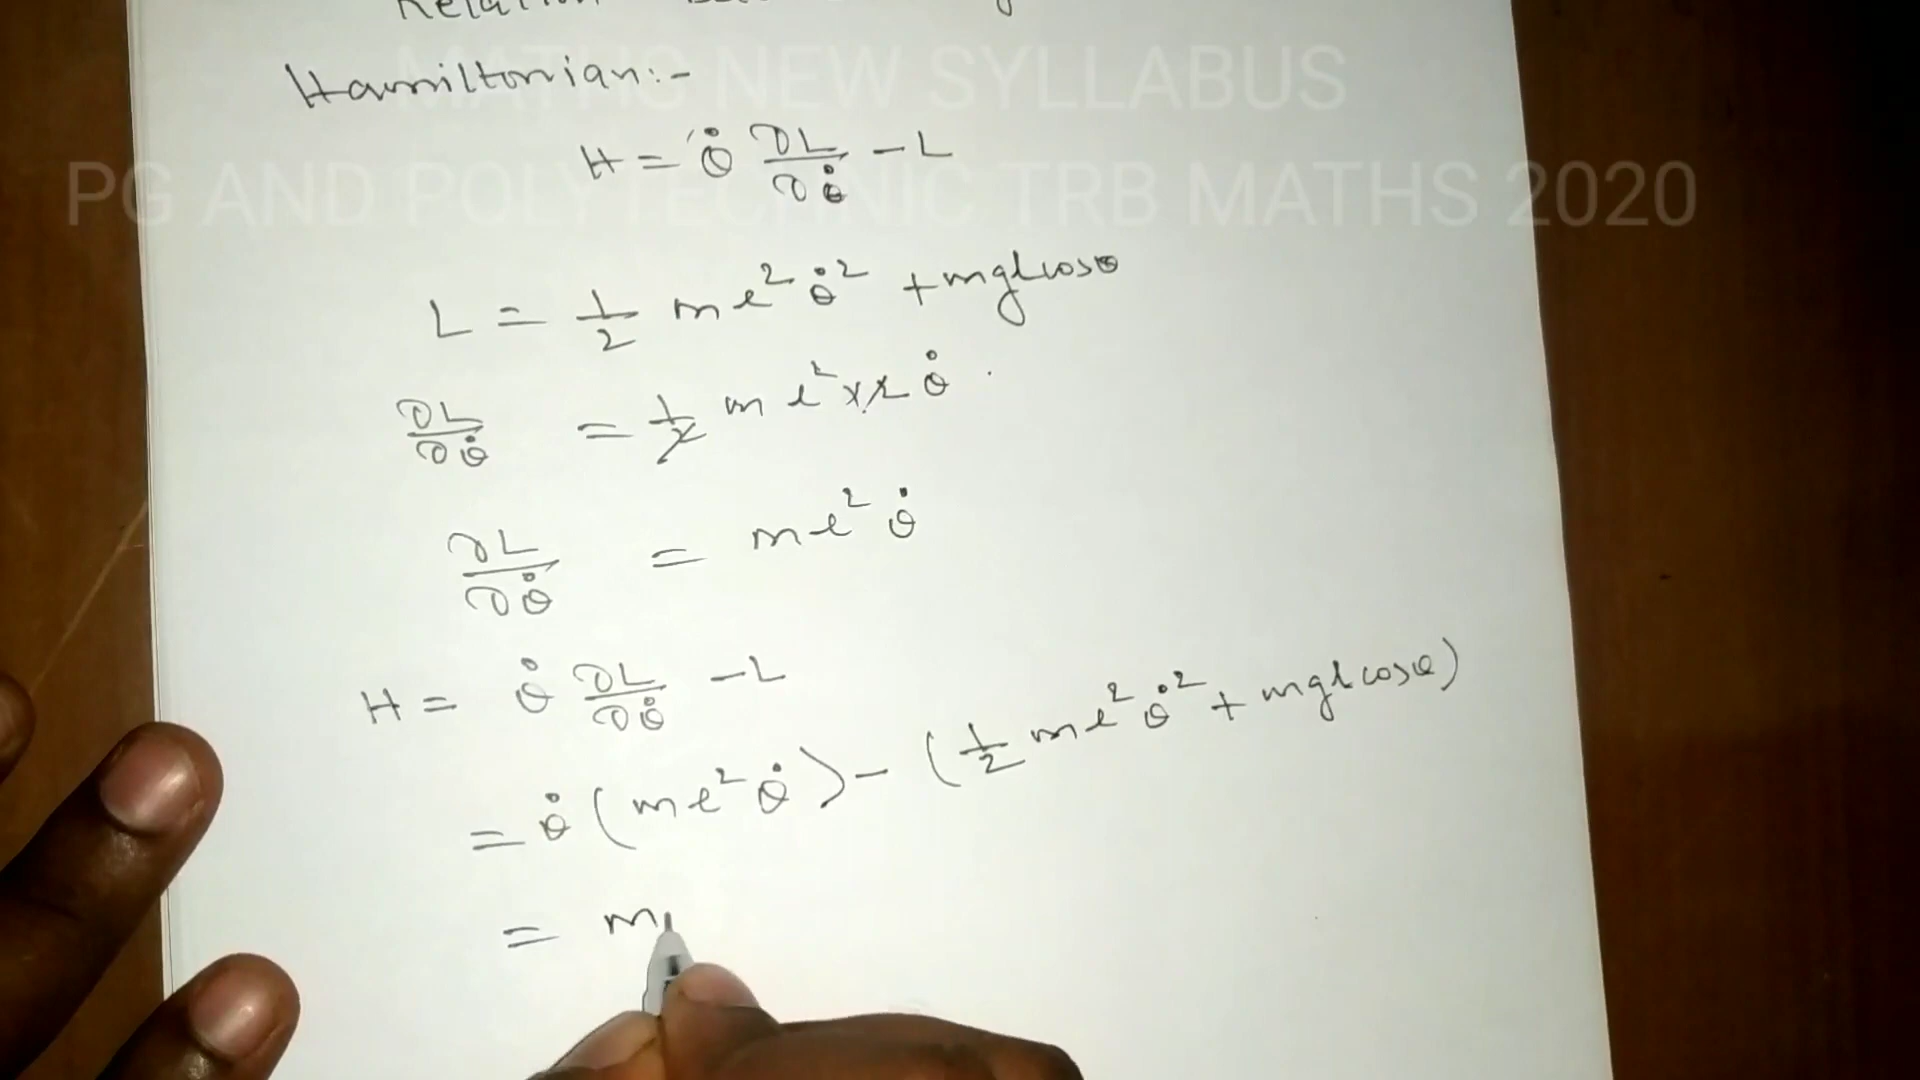 Relation
Hamiltonian:-
MATHS NEW SYLLABUS
H = θ̇ ∂L/∂θ̇ - L
PG AND POLYTECHNIC TRB MATHS 2020
L = 1/2 ml² θ̇² + mgl cosθ
∂L/∂θ̇ = 1/2 ml² x 2 θ̇
∂L/∂θ̇ = ml² θ̇
H = θ̇ ∂L/∂θ̇ - L
= θ̇ (ml² θ̇) - (1/2 ml² θ̇² + mgl cosθ)
= m